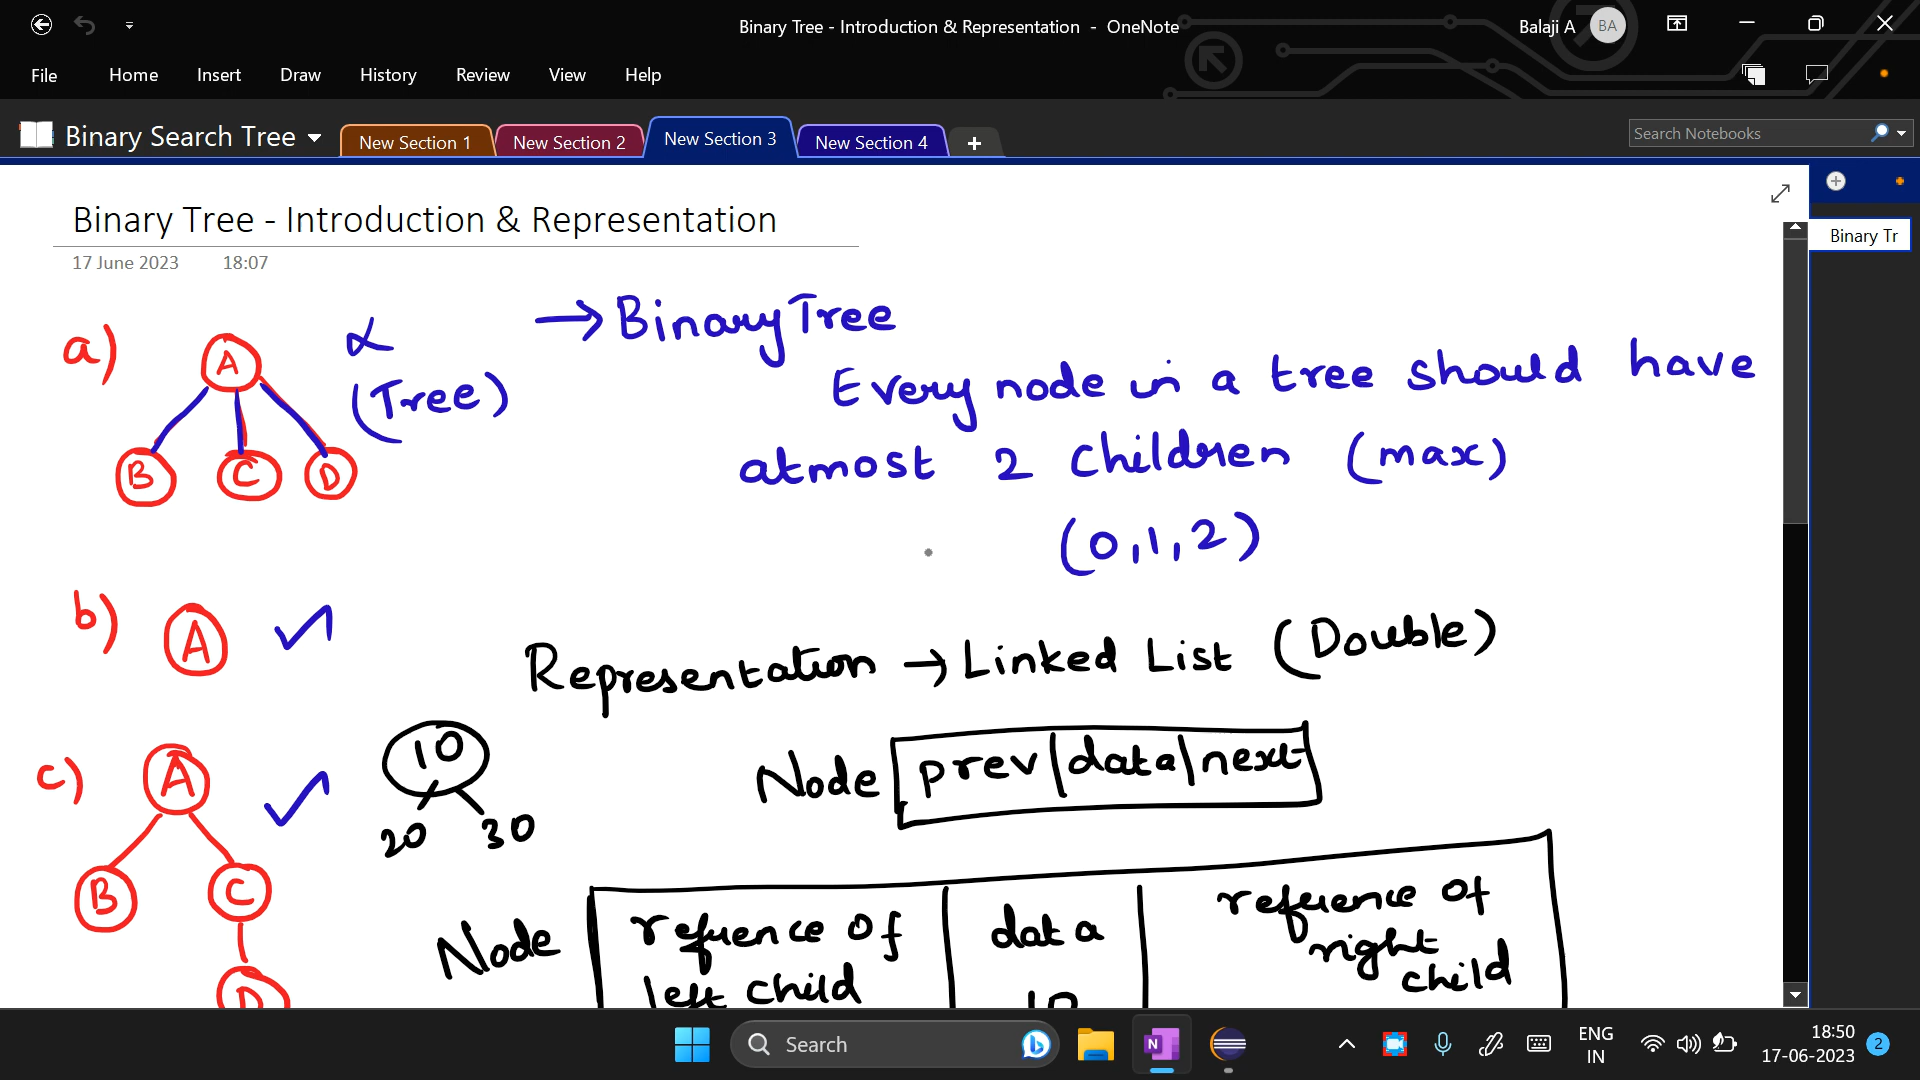 Binary Tree - Introduction & Representation - OneNote
Balaji A
BA
File Home Insert Draw History Review View Help
Binary Search Tree
New Section 1
New Section 2
New Section 3
New Section 4
+
Search Notebooks
Binary Tr
Binary Tree - Introduction & Representation
17 June 2023 18:07
→ Binary Tree
Every node in a tree should have
atmost 2 children (max)
(0,1,2)
a)
A
B C D
(Tree)
b)
A
Representation → Linked List (Double)
Node prev|data|next
c)
A
B C
D
10
20 30
Node
refuence of
left child
data
10
refeence of
right
child
Search
N
ENG
IN
18:50
17-06-2023
2